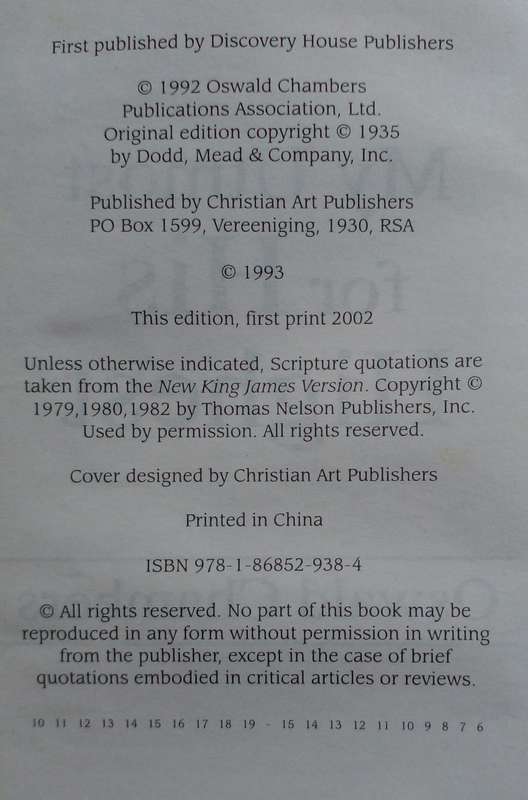 First published by Discovery House Publishers
© 1992 Oswald Chambers
Publications Association, Ltd.
Original edition copyright © 1935
by Dodd, Mead & Company, Inc.
Published by Christian Art Publishers
PO Box 1599, Vereeniging, 1930, RSA
© 1993
This edition, first print 2002
Unless otherwise indicated, Scripture quotations are
taken from the New King James Version. Copyright ©
1979,1980,1982 by Thomas Nelson Publishers, Inc.
Used by permission. All rights reserved.
Cover designed by Christian Art Publishers
Printed in China
ISBN 978-1-86852-938-4
© All rights reserved. No part of this book may be
reproduced in any form without permission in writing
from the publisher, except in the case of brief
quotations embodied in critical articles or reviews.
10 11 12 13 14 15 16 17 18 19 - 15 14 13 12 11 10 9 8 7 6